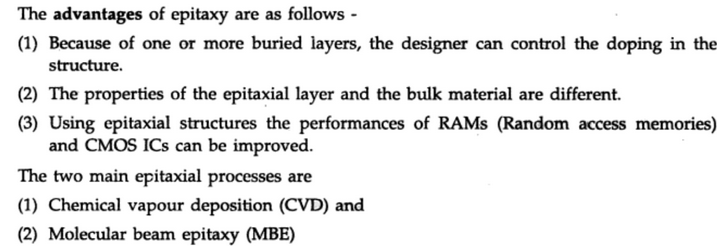 The advantages of epitaxy are as follows -
(1) Because of one or more buried layers, the designer can control the doping in the
structure.
(2) The properties of the epitaxial layer and the bulk material are different.
(3) Using epitaxial structures the performances of RAMs (Random access memories)
and CMOS ICs can be improved.
The two main epitaxial processes are
(1) Chemical vapour deposition (CVD) and
(2) Molecular beam epitaxy (MBE)